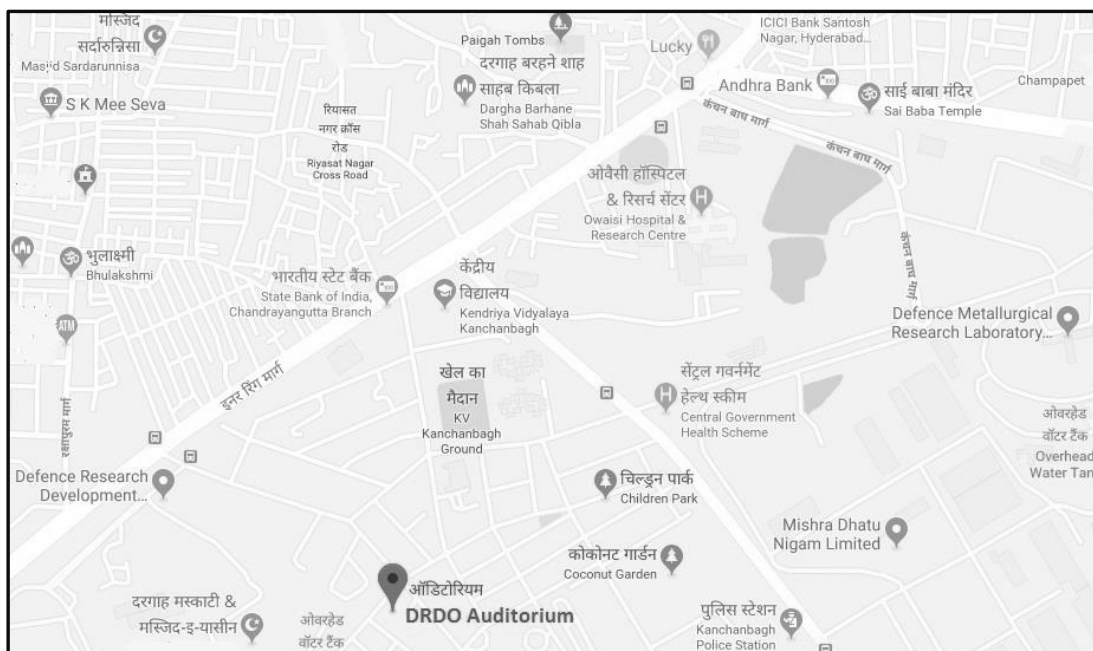 मस्जिद
सर्दारुन्निसा
Masjid Sardarunnisa
S K Mee Seva
Paigah Tombs
दरगाह बरहने शाह
साहब किबला
Dargha Barhane
Shah Sahab Qibla
Lucky
ICICI Bank Santosh
Nagar, Hyderabad...
Andhra Bank
साई बाबा मंदिर
Sai Baba Temple
Champapet
रियासत
नगर क्रॉस
रोड
Riyasat Nagar
Cross Road
कंचन बाघ मार्ग
कंचन बाघ मार्ग
कंचन बाघ मार्ग
ओवैसी हॉस्पिटल
& रिसर्च सेंटर
Owaisi Hospital &
Research Centre
भुलाक्ष्मी
Bhulakshmi
भारतीय स्टेट बैंक
State Bank of India,
Chandrayangutta Branch
केंद्रीय
विद्यालय
Kendriya Vidyalaya
Kanchanbagh
Defence Metallurgical
Research Laboratory...
ATM
इनर रिंग मार्ग
रक्षापुरम मार्ग
खेल का
मैदान
KV
Kanchanbagh
Ground
सेंट्रल गवर्नमेंट
हेल्थ स्कीम
Central Government
Health Scheme
ओवरहेड
वॉटर टैंक
Overhead
Water Tan
Defence Research
Development...
चिल्ड्रन पार्क
Children Park
Mishra Dhatu
Nigam Limited
कोकोनट गार्डन
Coconut Garden
ऑडिटोरियम
DRDO Auditorium
दरगाह मस्काटी &
मस्जिद-इ-यासीन
ओवरहेड
वॉटर टैंक
पुलिस स्टेशन
Kanchanbagh
Police Station